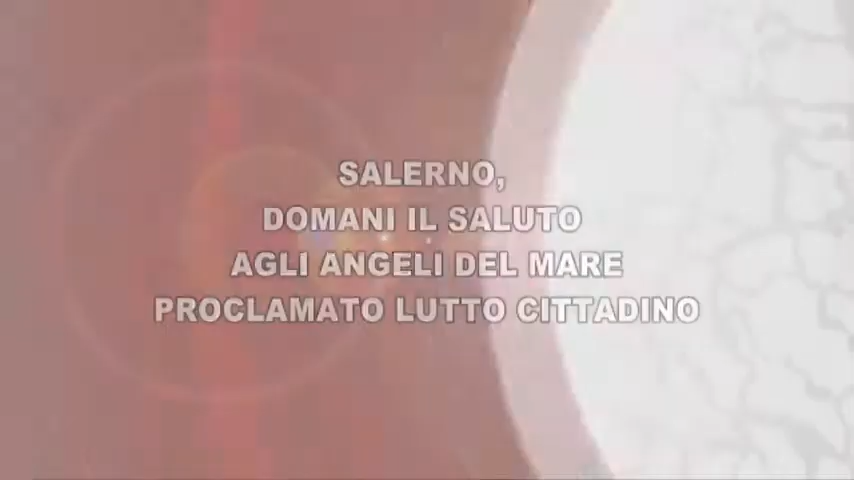 SALERNO,
DOMANI IL SALUTO
AGLI ANGELI DEL MARE
PROCLAMATO LUTTO CITTADINO